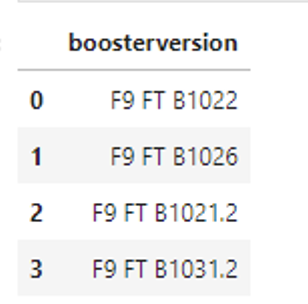 boosterversion
0 F9 FT B1022
1 F9 FT B1026
2 F9 FT B1021.2
3 F9 FT B1031.2